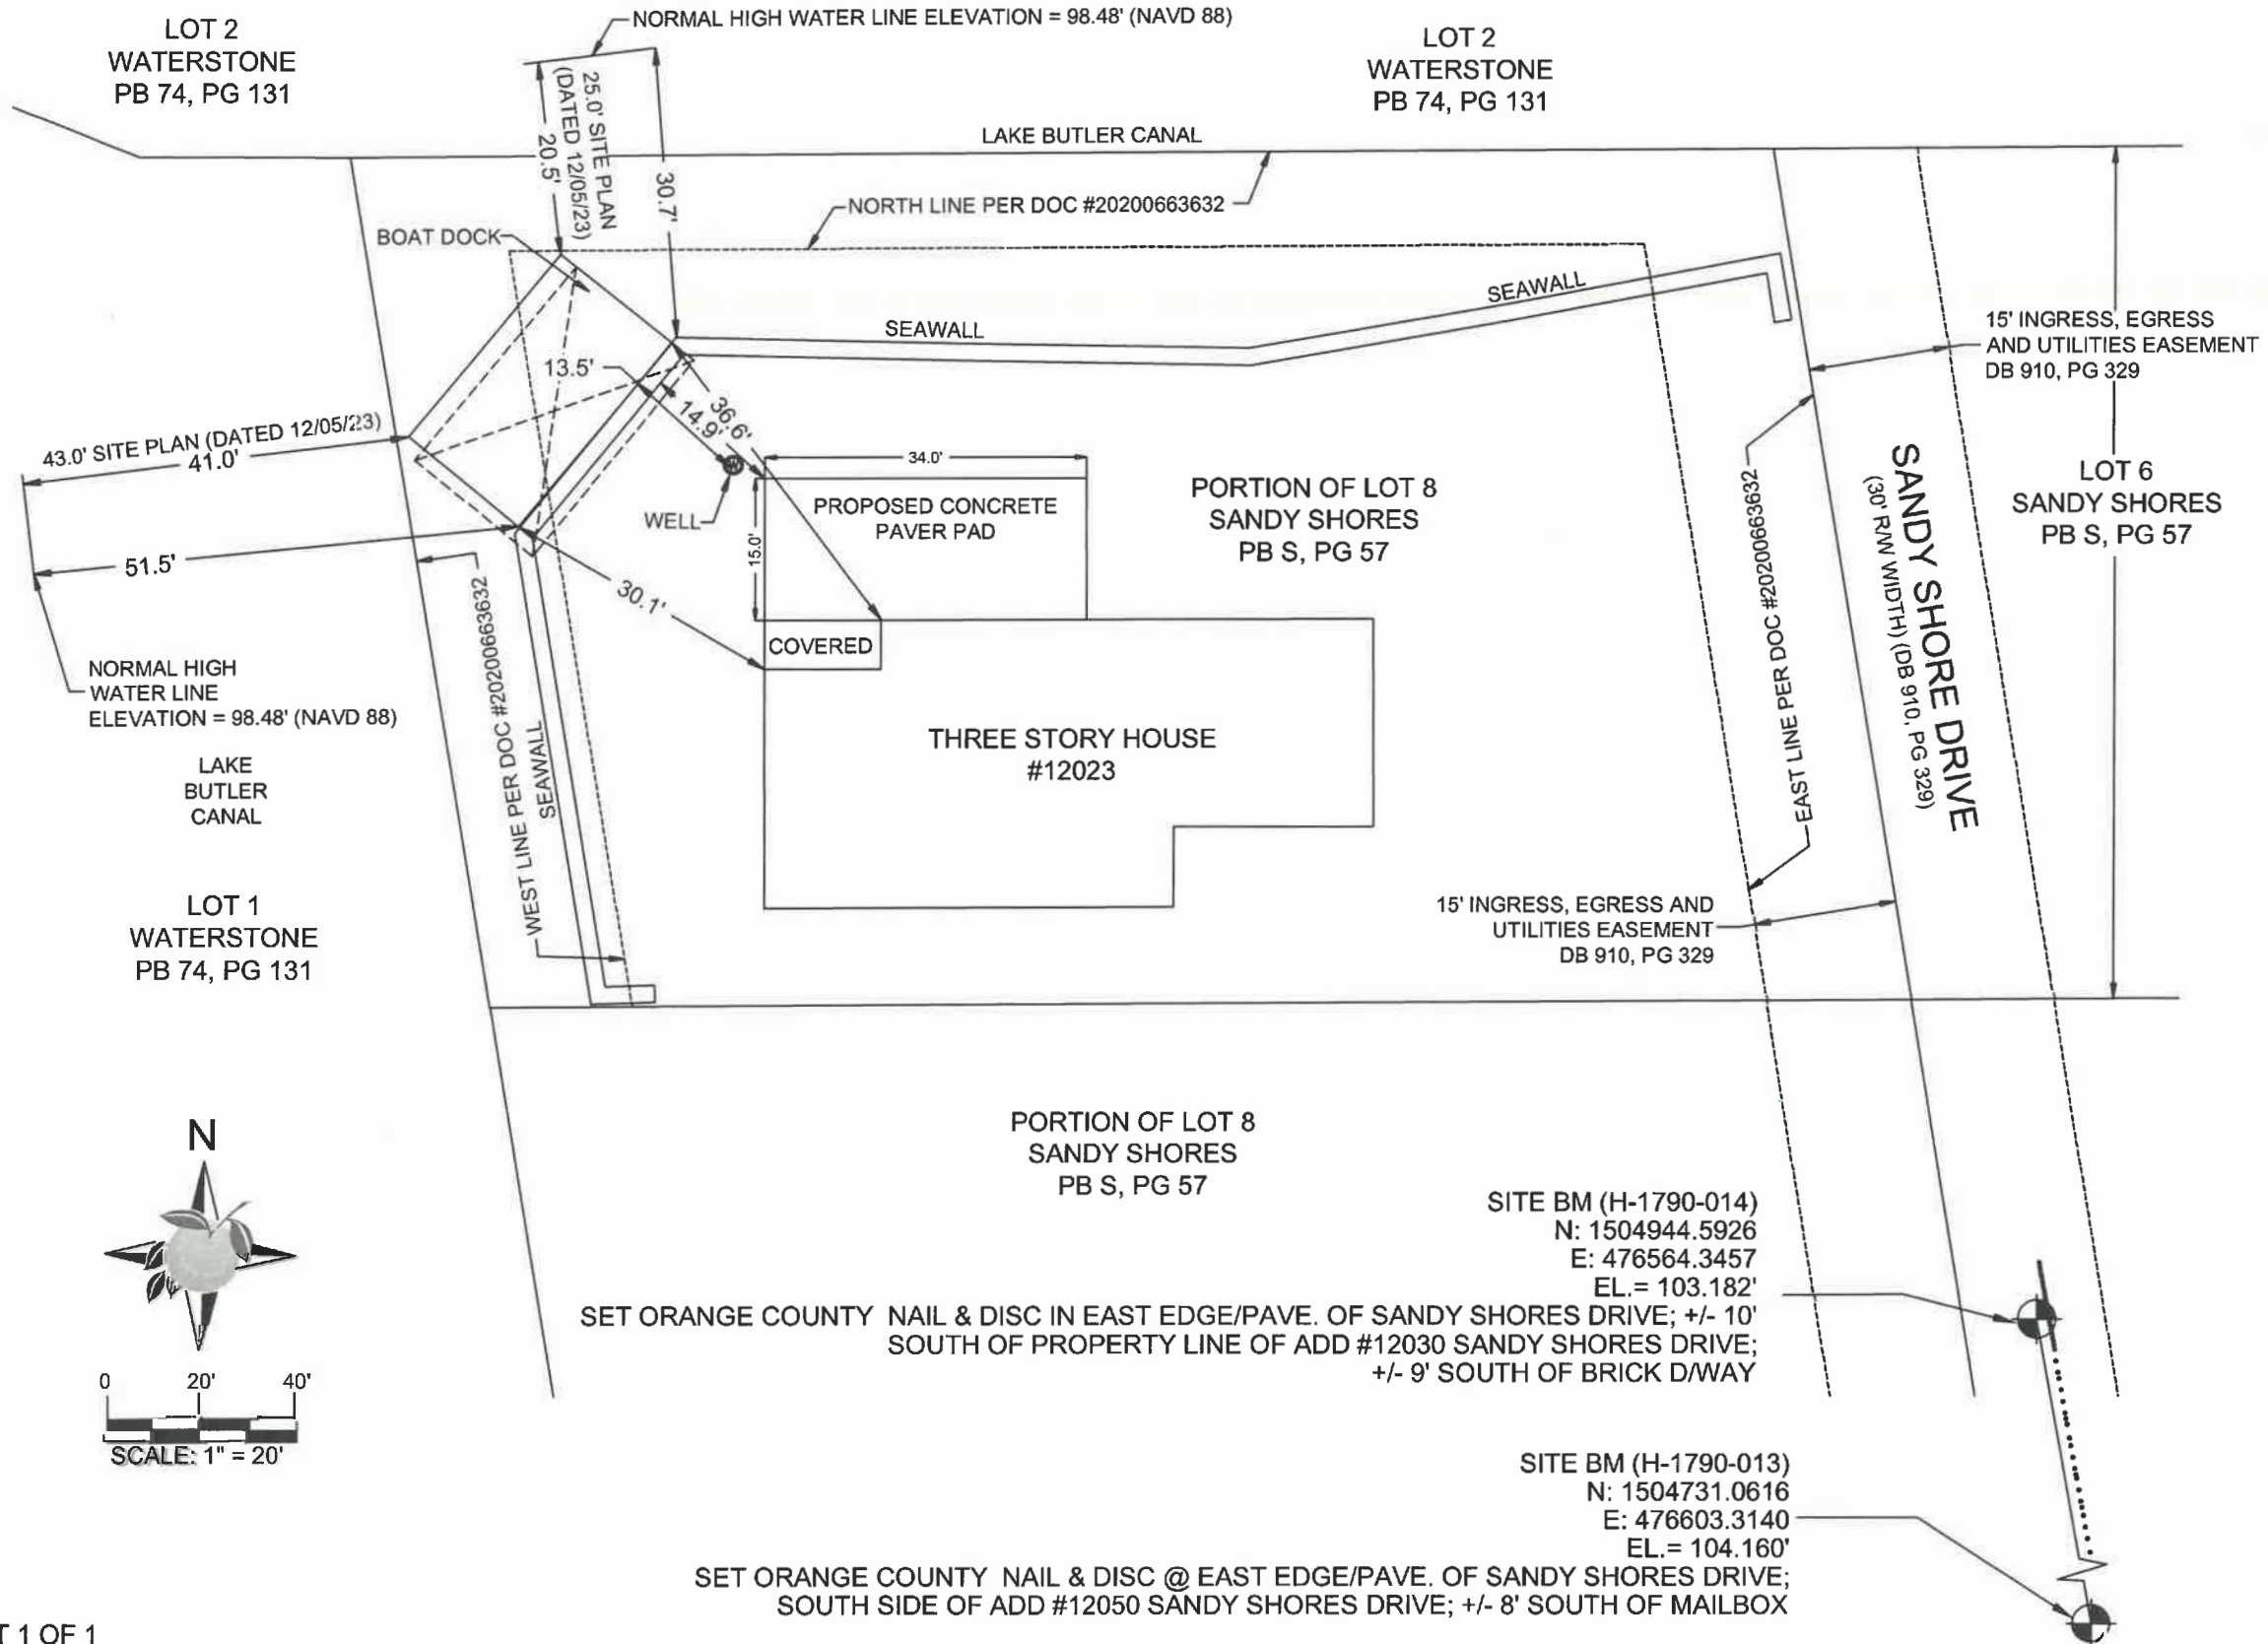 NORMAL HIGH WATER LINE ELEVATION = 98.48' (NAVD 88)
LOT 2
WATERSTONE
PB 74, PG 131
LOT 2
WATERSTONE
PB 74, PG 131
25.0' SITE PLAN
(DATED 12/05/23)
20.5'
30.7'
LAKE BUTLER CANAL
NORTH LINE PER DOC #20200663632
BOAT DOCK
SEAWALL
SEAWALL
15' INGRESS, EGRESS
AND UTILITIES EASEMENT
DB 910, PG 329
13.5'
14.9'
36.6'
43.0' SITE PLAN (DATED 12/05/23)
41.0'
34.0'
15.0'
WELL
PROPOSED CONCRETE
PAVER PAD
PORTION OF LOT 8
SANDY SHORES
PB S, PG 57
SANDY SHORE DRIVE
(30' R/W WIDTH) (DB 910, PG 329)
LOT 6
SANDY SHORES
PB S, PG 57
51.5'
30.1'
COVERED
EAST LINE PER DOC #20200663632
WEST LINE PER DOC #20200663632
SEAWALL
NORMAL HIGH
WATER LINE
ELEVATION = 98.48' (NAVD 88)
THREE STORY HOUSE
#12023
LAKE
BUTLER
CANAL
LOT 1
WATERSTONE
PB 74, PG 131
15' INGRESS, EGRESS AND
UTILITIES EASEMENT
DB 910, PG 329
PORTION OF LOT 8
SANDY SHORES
PB S, PG 57
N
0 20' 40'
SCALE: 1" = 20'
SITE BM (H-1790-014)
N: 1504944.5926
E: 476564.3457
EL.= 103.182'
SET ORANGE COUNTY NAIL & DISC IN EAST EDGE/PAVE. OF SANDY SHORES DRIVE; +/- 10'
SOUTH OF PROPERTY LINE OF ADD #12030 SANDY SHORES DRIVE;
+/- 9' SOUTH OF BRICK D/WAY
SITE BM (H-1790-013)
N: 1504731.0616
E: 476603.3140
EL.= 104.160'
SET ORANGE COUNTY NAIL & DISC @ EAST EDGE/PAVE. OF SANDY SHORES DRIVE;
SOUTH SIDE OF ADD #12050 SANDY SHORES DRIVE; +/- 8' SOUTH OF MAILBOX
T 1 OF 1